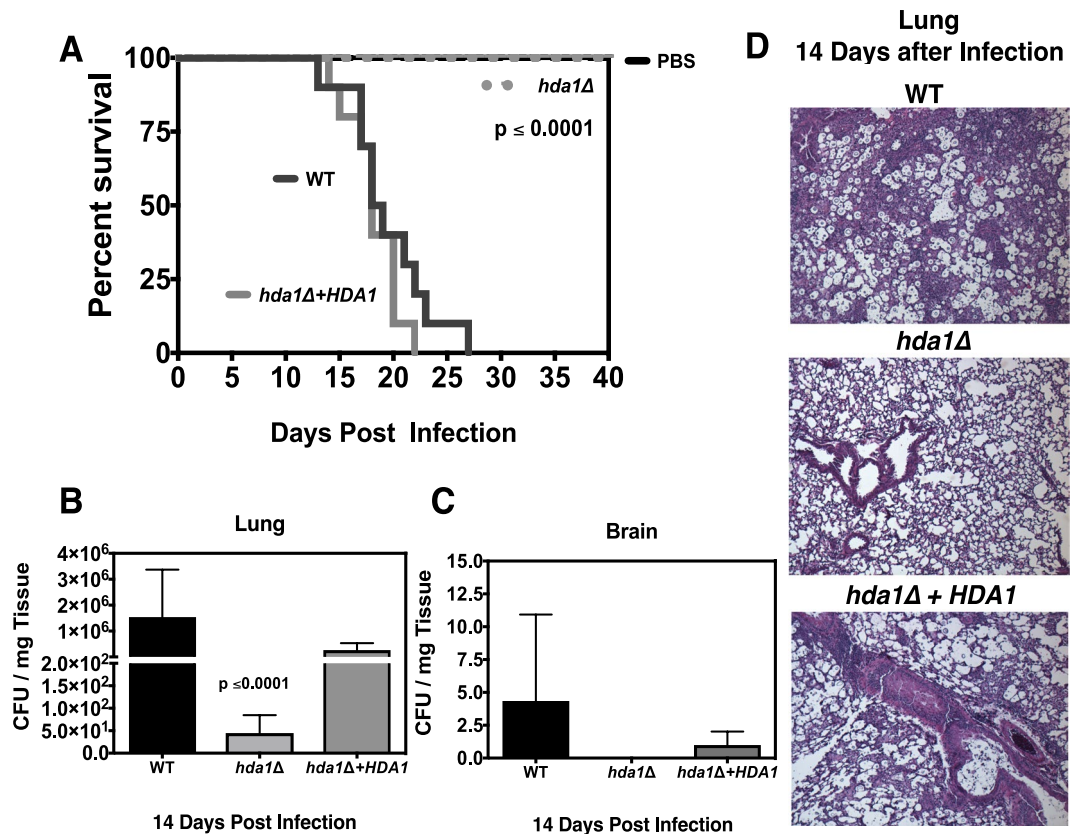 A
100
75
50
25
0
Percent survival
PBS
hda1Δ
p ≤ 0.0001
WT
hda1Δ+HDA1
0 5 10 15 20 25 30 35 40
Days Post Infection
B
Lung
4×10⁶
3×10⁶
2×10⁶
1×10⁶
2.0×10²
1.5×10²
1.0×10²
5.0×10¹
0.0
CFU / mg Tissue
p ≤0.0001
WT hda1Δ hda1Δ+HDA1
14 Days Post Infection
C
Brain
15.0
12.5
10.0
7.5
5.0
2.5
0.0
CFU / mg Tissue
WT hda1Δ hda1Δ+HDA1
14 Days Post Infection
D
Lung
14 Days after Infection
WT
hda1Δ
hda1Δ + HDA1